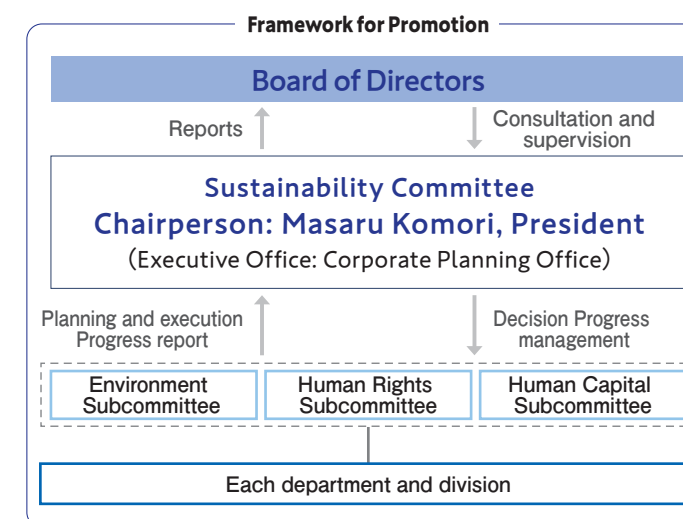 Framework for Promotion
Board of Directors
Reports
Consultation and
supervision
Sustainability Committee
Chairperson: Masaru Komori, President
(Executive Office: Corporate Planning Office)
Planning and execution
Progress report
Decision Progress
management
Environment
Subcommittee
Human Rights
Subcommittee
Human Capital
Subcommittee
Each department and division